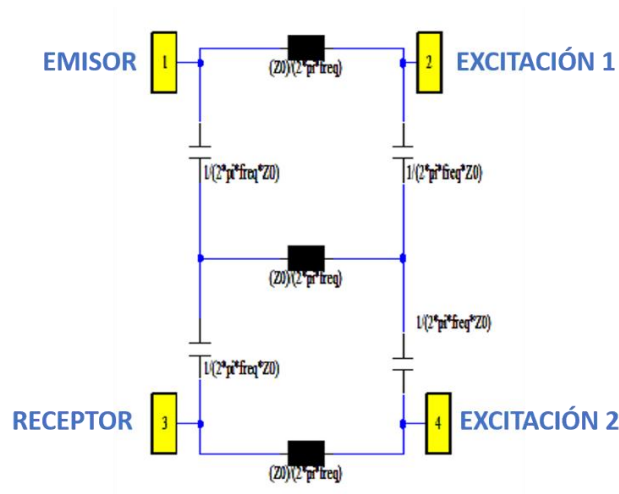 EMISOR 1 2 EXCITACIÓN 1
(Z0)/(2*pi*freq)
1/(2*pi*freq*Z0) 1/(2*pi*freq*Z0)
(Z0)/(2*pi*freq)
1/(2*pi*freq*Z0)
1/(2*pi*freq*Z0)
RECEPTOR 3 4 EXCITACIÓN 2
(Z0)/(2*pi*freq)